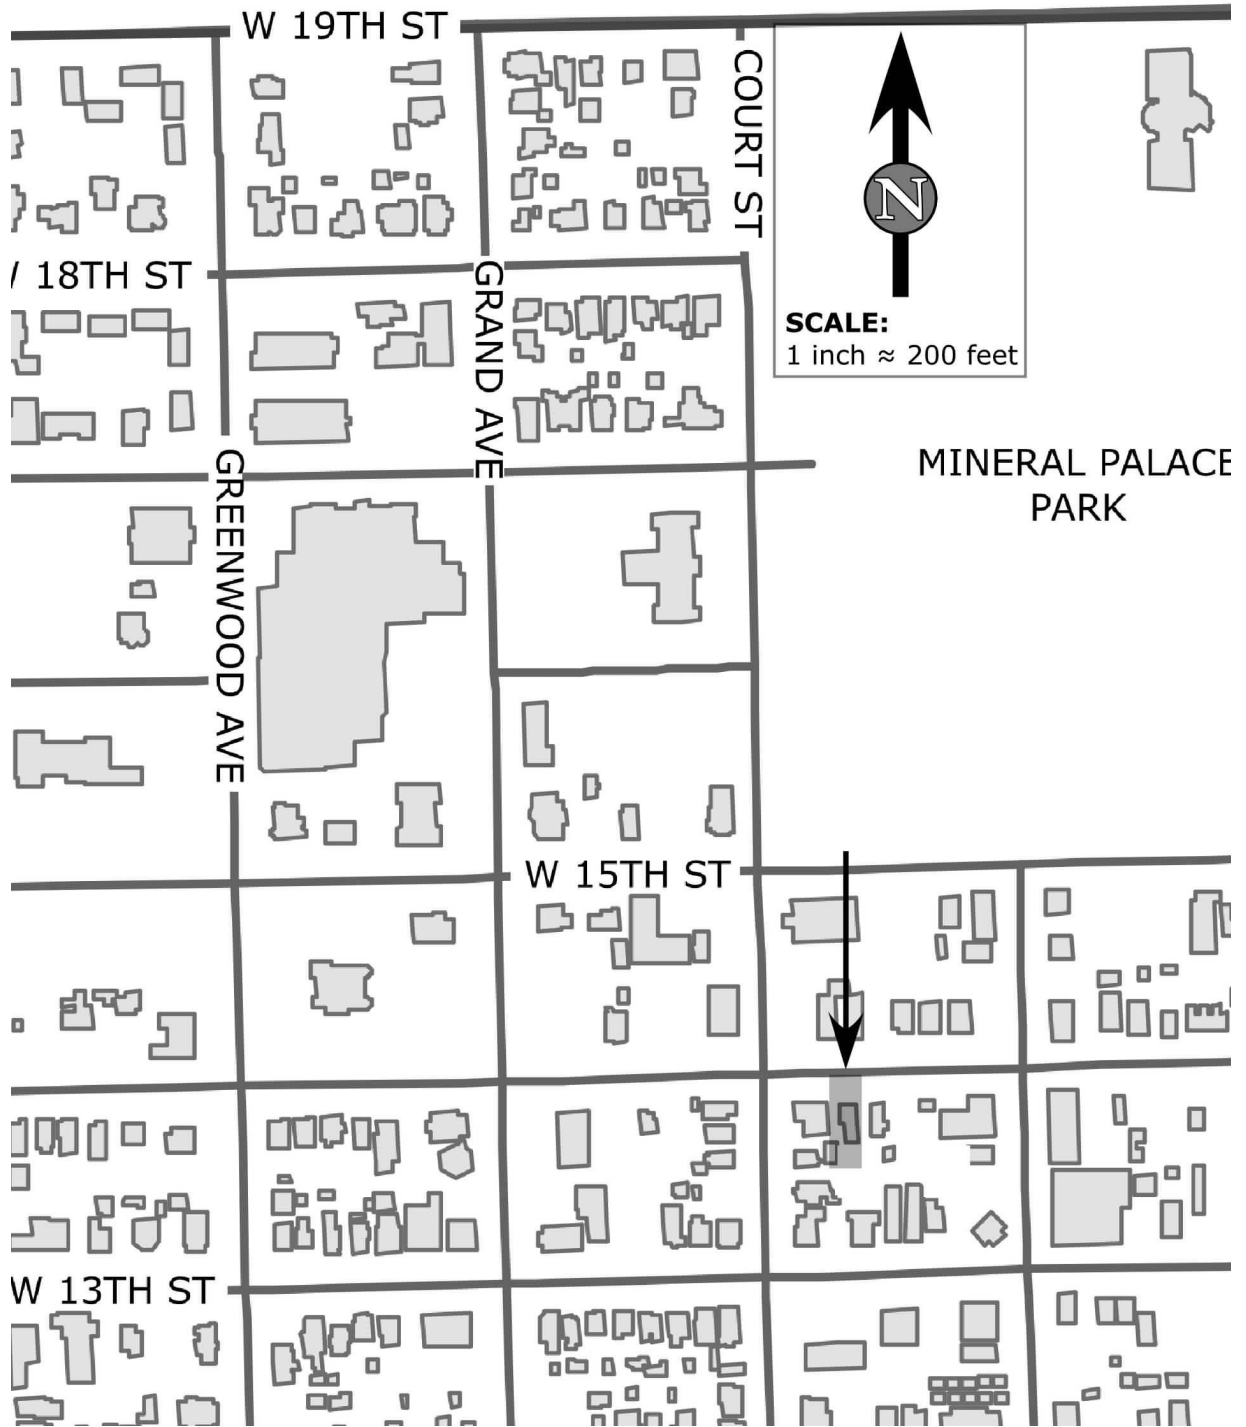 W 19TH ST
COURT ST
N
W 18TH ST
GRAND AVE
SCALE:
1 inch ≈ 200 feet
GREENWOOD AVE
MINERAL PALACE
PARK
W 15TH ST
W 13TH ST